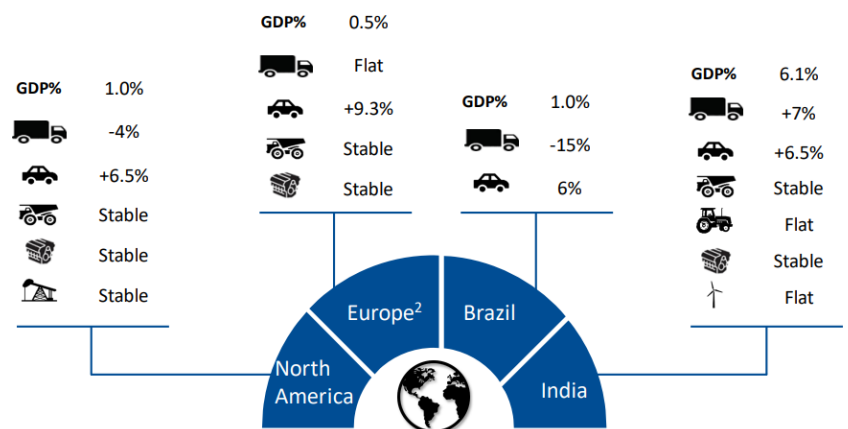 GDP% 1.0%
-4%
+6.5%
Stable
Stable
Stable
GDP% 0.5%
Flat
+9.3%
Stable
Stable
GDP% 1.0%
-15%
6%
GDP% 6.1%
+7%
+6.5%
Stable
Flat
Stable
Flat
North
America
Europe2
Brazil
India